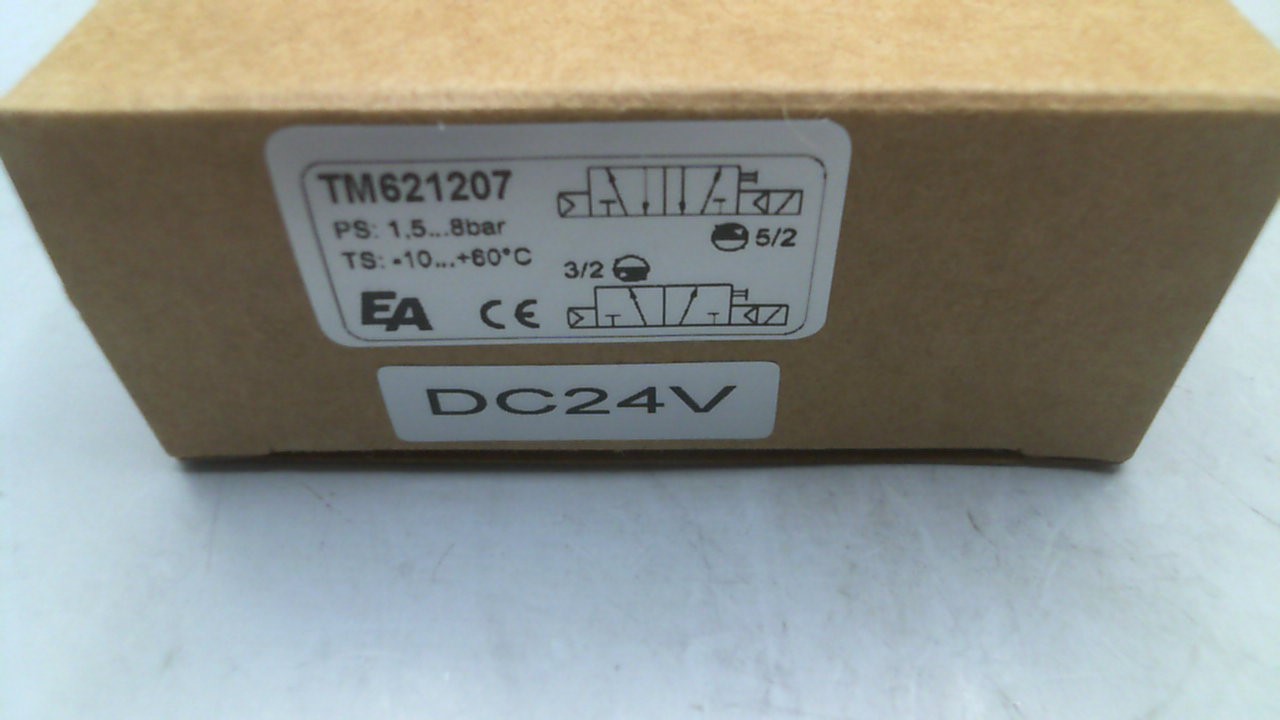 TM621207
PS: 1,5...8bar
TS: -10...+60°C
5/2
3/2
EA CE
DC24V